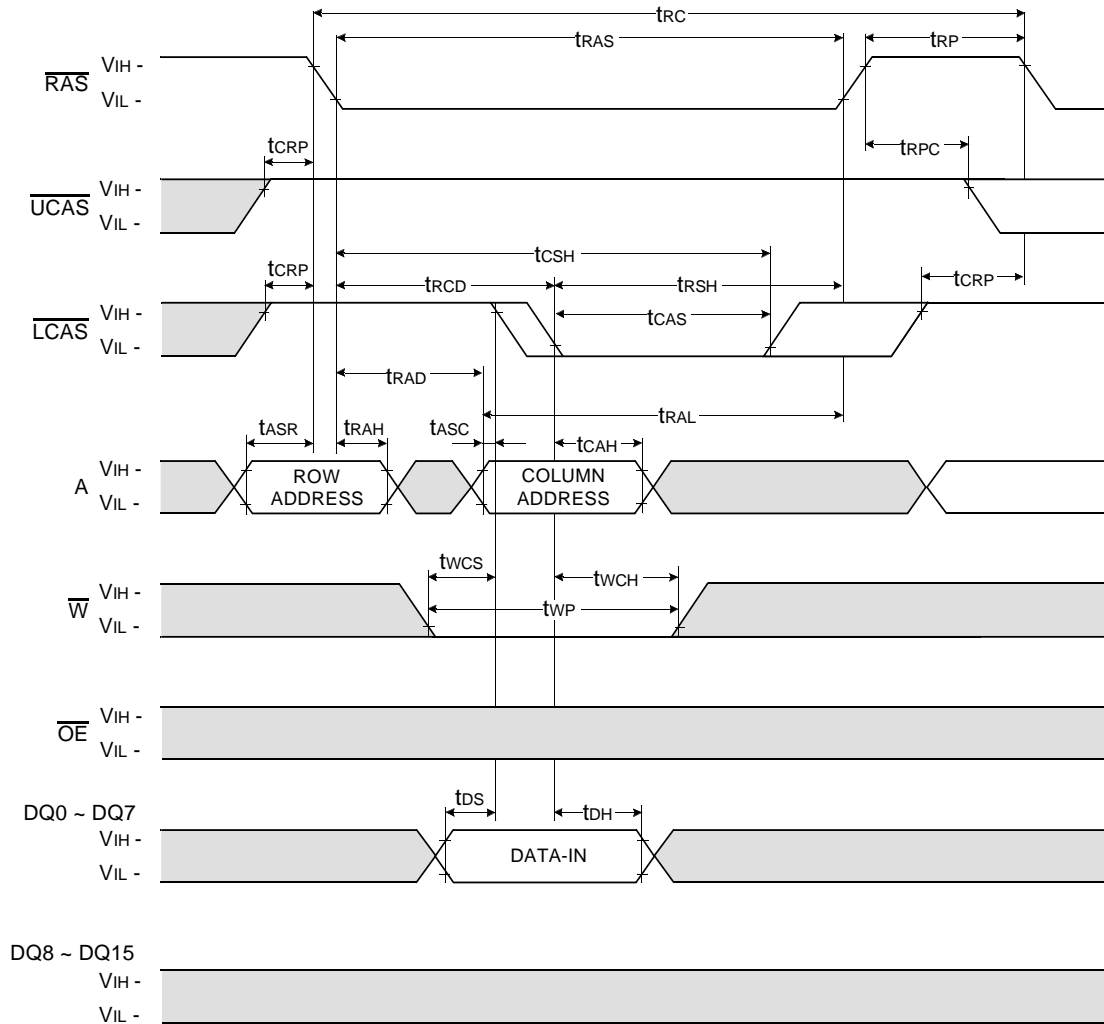 tRC
tRAS
tRP
RAS
VIH -
VIL -
tCRP
tRPC
UCAS
VIH -
VIL -
tCSH
tCRP
tRCD
tRSH
tCRP
LCAS
VIH -
VIL -
tCAS
tRAD
tRAL
tASR
tRAH
tASC
tCAH
A
VIH -
VIL -
ROW
ADDRESS
COLUMN
ADDRESS
tWCS
tWCH
W
VIH -
VIL -
tWP
OE
VIH -
VIL -
DQ0 ~ DQ7
tDS
tDH
VIH -
VIL -
DATA-IN
DQ8 ~ DQ15
VIH -
VIL -